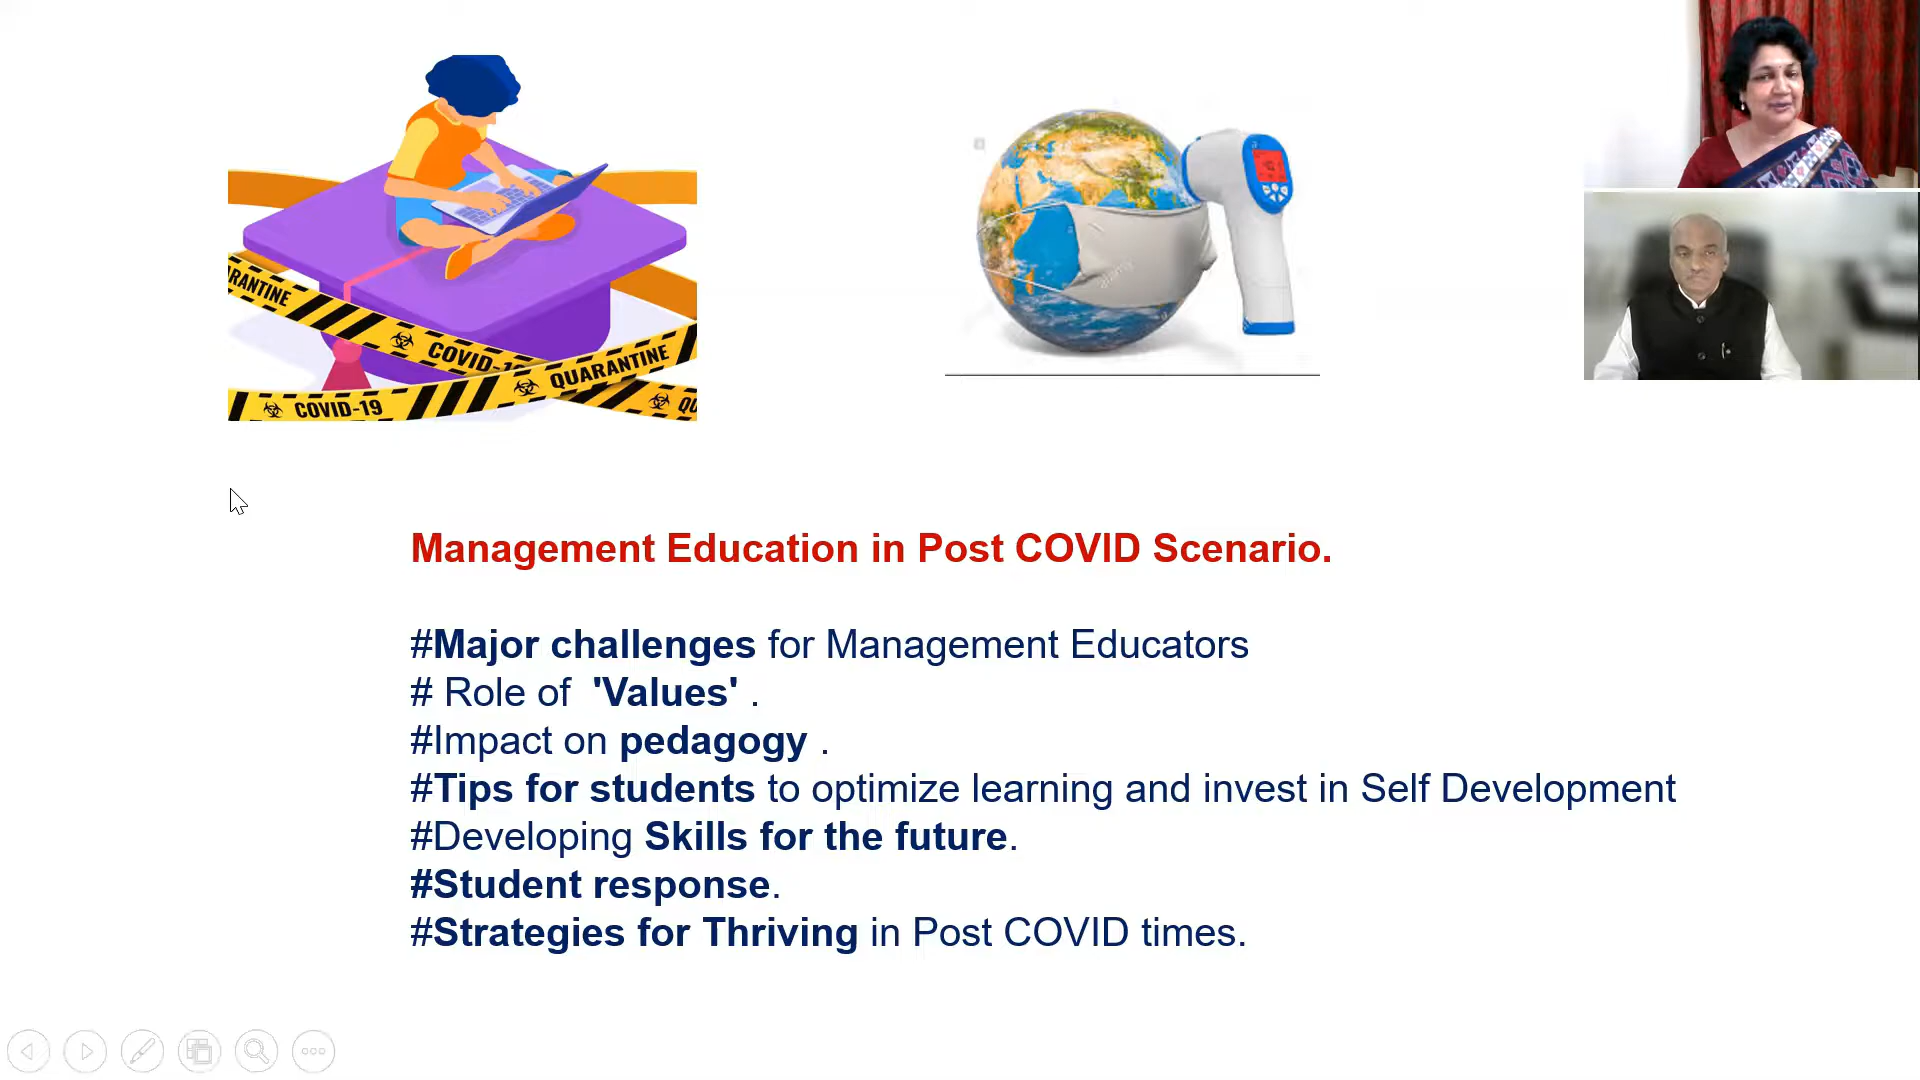 RANTINE
COVID-1
QUARANTINE
COVID-19
QU
Management Education in Post COVID Scenario.
#Major challenges for Management Educators
# Role of 'Values' .
#Impact on pedagogy .
#Tips for students to optimize learning and invest in Self Development
#Developing Skills for the future.
#Student response.
#Strategies for Thriving in Post COVID times.